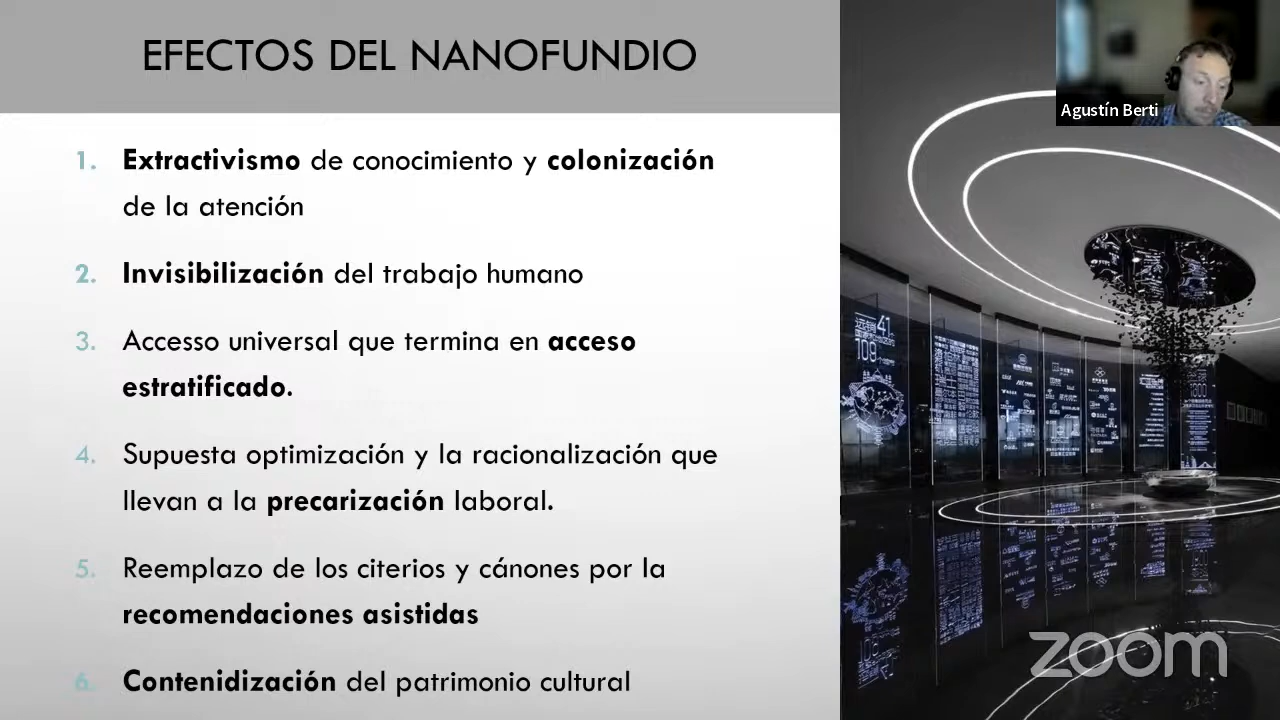 EFECTOS DEL NANOFUNDIO
1. Extractivismo de conocimiento y colonización
de la atención
2. Invisibilización del trabajo humano
3. Accesso universal que termina en acceso
estratificado.
4. Supuesta optimización y la racionalización que
llevan a la precarización laboral.
5. Reemplazo de los citerios y cánones por la
recomendaciones asistidas
6. Contenidización del patrimonio cultural
Agustín Berti
41
108
zoom